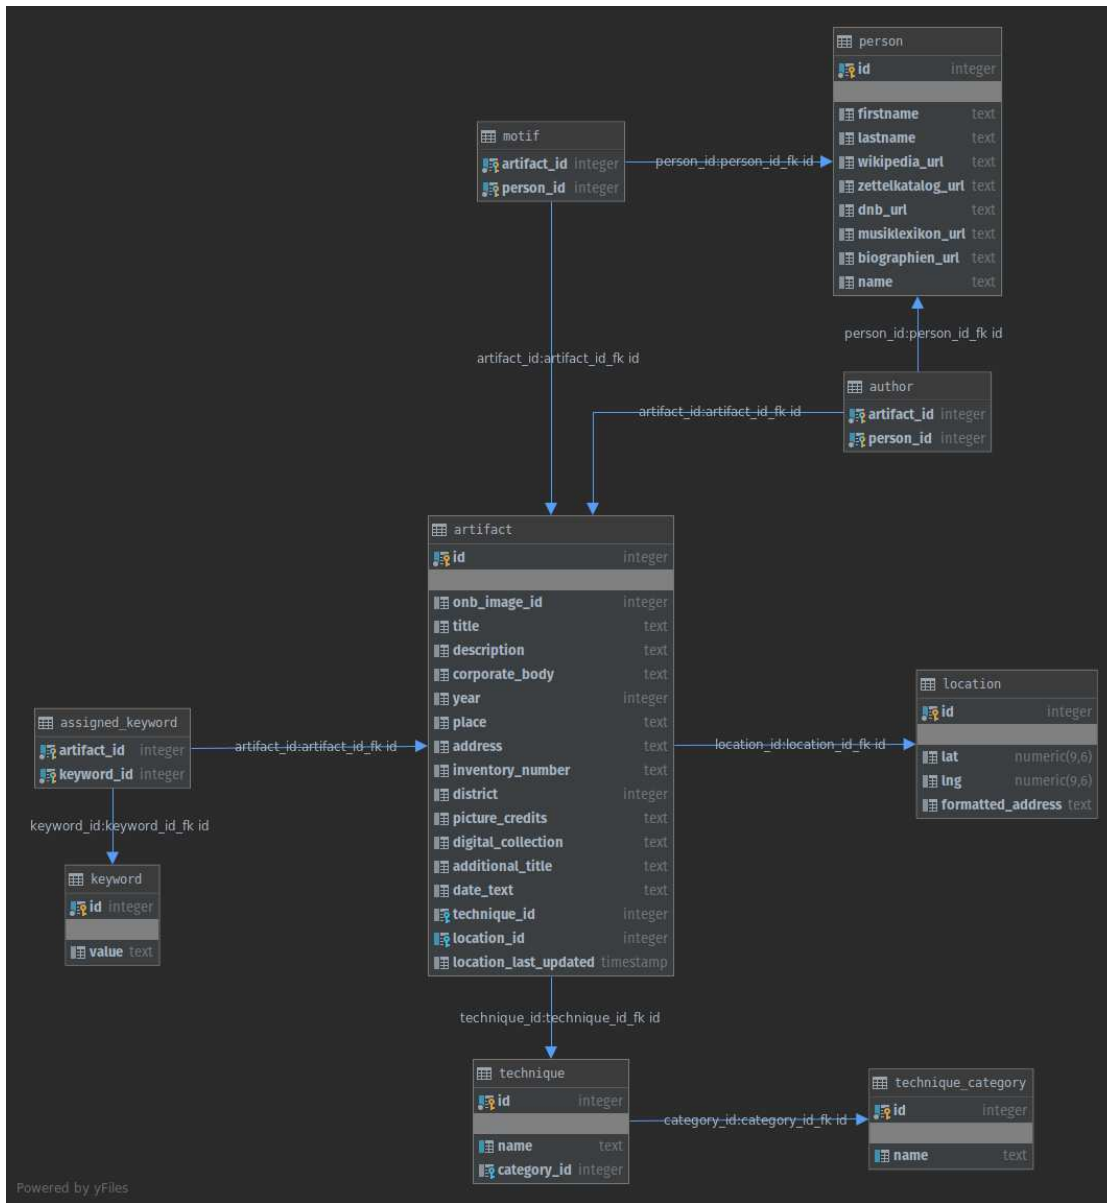 person
id integer
firstname text
lastname text
wikipedia_url text
zettelkatalog_url text
dnb_url text
musiklexikon_url text
biographien_url text
name text
motif
artifact_id integer
person_id integer
person_id:person_id_fk id
person_id:person_id_fk id
artifact_id:artifact_id_fk id
author
artifact_id integer
person_id integer
artifact_id:artifact_id_fk id
artifact
id integer
onb_image_id integer
title text
description text
corporate_body text
year integer
place text
address text
inventory_number text
district integer
picture_credits text
digital_collection text
additional_title text
date_text text
technique_id integer
location_id integer
location_last_updated timestamp
location
id integer
lat numeric(9,6)
lng numeric(9,6)
formatted_address text
location_id:location_id_fk id
assigned_keyword
artifact_id integer
keyword_id integer
artifact_id:artifact_id_fk id
keyword_id:keyword_id_fk id
keyword
id integer
value text
technique_id:technique_id_fk id
technique
id integer
name text
category_id integer
category_id:category_id_fk id
technique_category
id integer
name text
Powered by yFiles